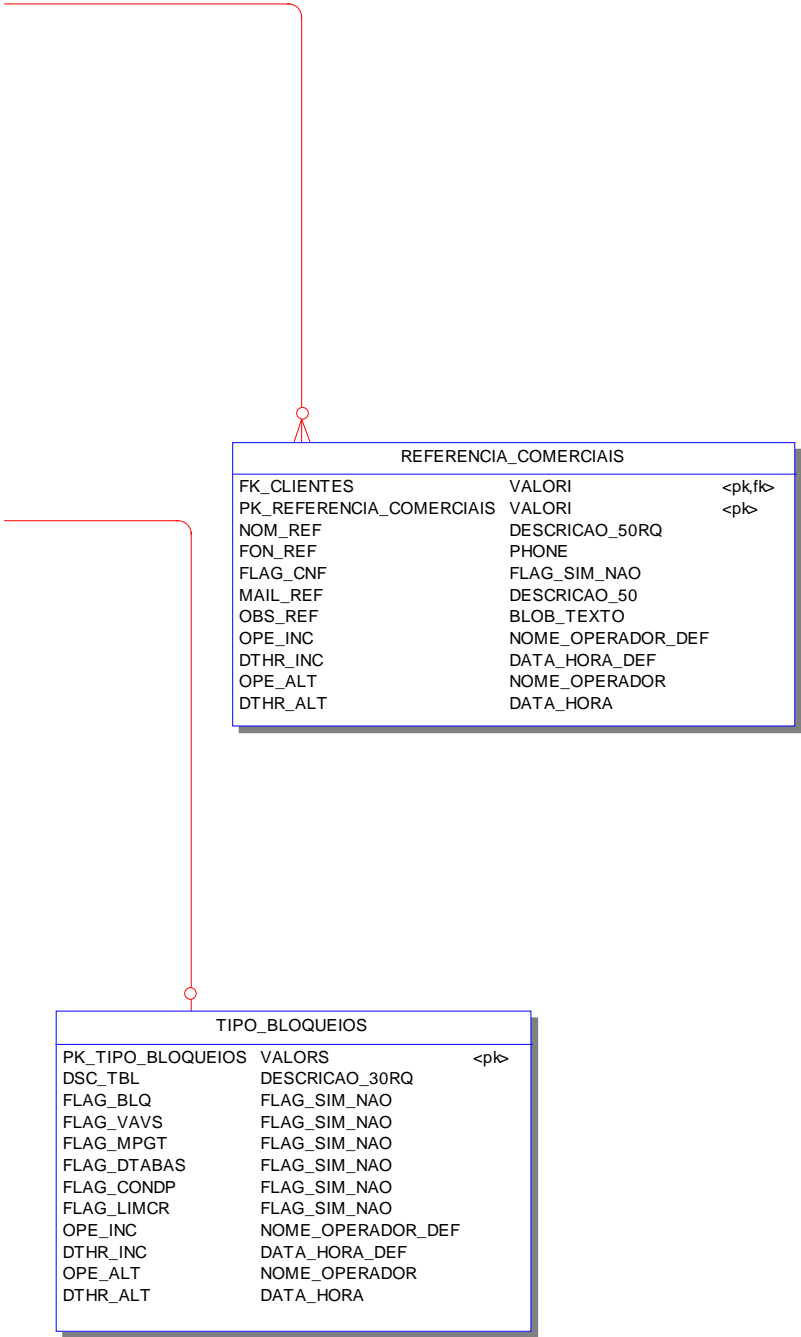 REFERENCIA_COMERCIAIS
FK_CLIENTES VALORI <pk,fk>
PK_REFERENCIA_COMERCIAIS VALORI <pk>
NOM_REF DESCRICAO_50RQ
FON_REF PHONE
FLAG_CNF FLAG_SIM_NAO
MAIL_REF DESCRICAO_50
OBS_REF BLOB_TEXTO
OPE_INC NOME_OPERADOR_DEF
DTHR_INC DATA_HORA_DEF
OPE_ALT NOME_OPERADOR
DTHR_ALT DATA_HORA
TIPO_BLOQUEIOS
PK_TIPO_BLOQUEIOS VALORS <pk>
DSC_TBL DESCRICAO_30RQ
FLAG_BLQ FLAG_SIM_NAO
FLAG_VAVS FLAG_SIM_NAO
FLAG_MPGT FLAG_SIM_NAO
FLAG_DTABAS FLAG_SIM_NAO
FLAG_CONDP FLAG_SIM_NAO
FLAG_LIMCR FLAG_SIM_NAO
OPE_INC NOME_OPERADOR_DEF
DTHR_INC DATA_HORA_DEF
OPE_ALT NOME_OPERADOR
DTHR_ALT DATA_HORA